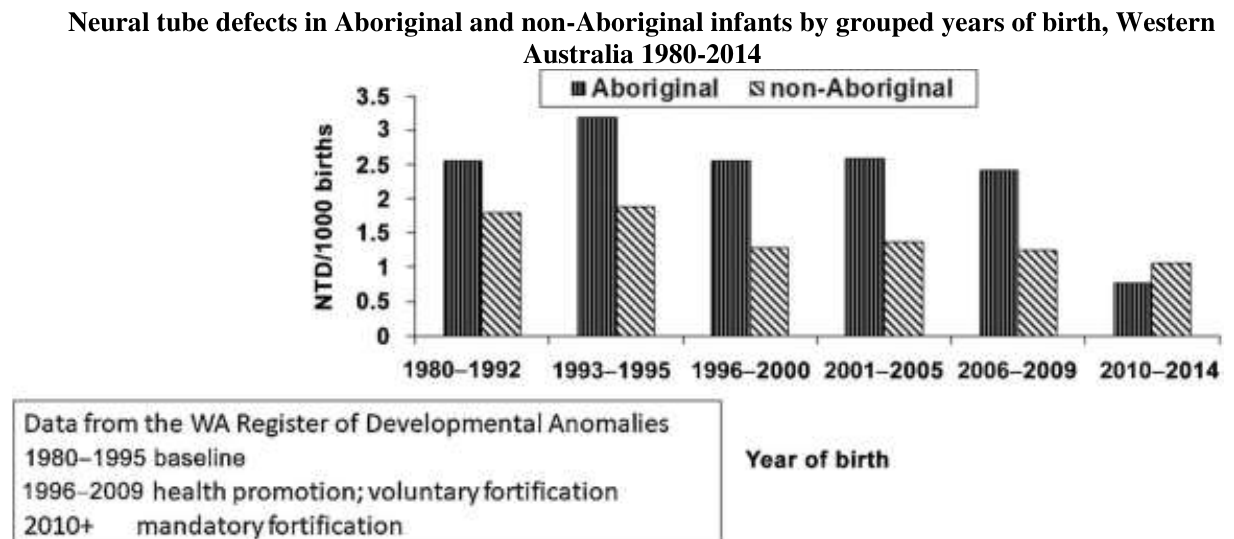 Neural tube defects in Aboriginal and non-Aboriginal infants by grouped years of birth, Western
Australia 1980-2014
Aboriginal non-Aboriginal
3.5
3
2.5
2
1.5
1
0.5
0
NTD/1000 births
1980–1992 1993–1995 1996–2000 2001–2005 2006–2009 2010–2014
Year of birth
Data from the WA Register of Developmental Anomalies
1980–1995 baseline
1996–2009 health promotion; voluntary fortification
2010+ mandatory fortification